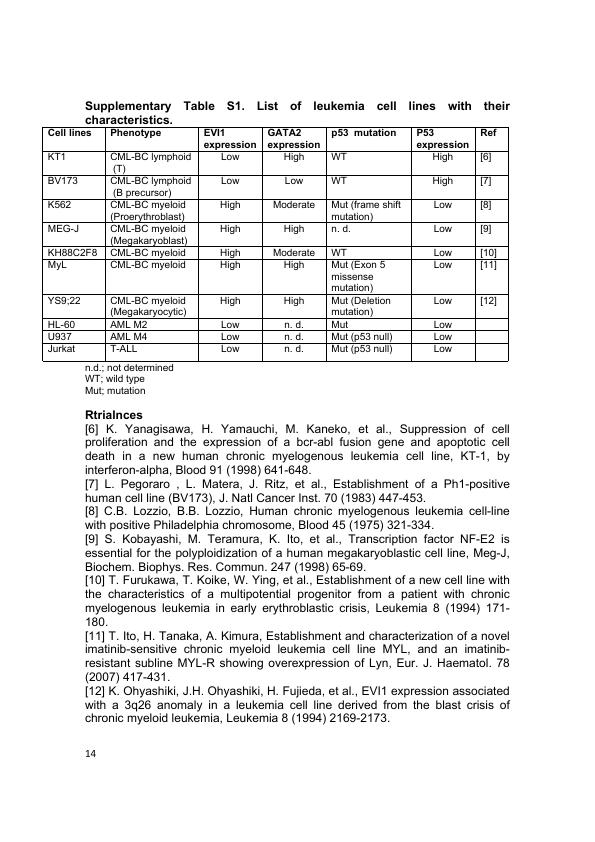 Supplementary Table S1. List of leukemia cell lines with their
characteristics.
Cell lines Phenotype EVI1 expression GATA2 expression p53 mutation P53 expression Ref
KT1 CML-BC lymphoid (T) Low High WT High [6]
BV173 CML-BC lymphoid (B precursor) Low Low WT High [7]
K562 CML-BC myeloid (Proerythroblast) High Moderate Mut (frame shift mutation) Low [8]
MEG-J CML-BC myeloid (Megakaryoblast) High High n. d. Low [9]
KH88C2F8 CML-BC myeloid High Moderate WT Low [10]
MyL CML-BC myeloid High High Mut (Exon 5 missense mutation) Low [11]
YS9;22 CML-BC myeloid (Megakaryocytic) High High Mut (Deletion mutation) Low [12]
HL-60 AML M2 Low n. d. Mut Low
U937 AML M4 Low n. d. Mut (p53 null) Low
Jurkat T-ALL Low n. d. Mut (p53 null) Low
n.d.; not determined
WT; wild type
Mut; mutation
Rtrialnces
[6] K. Yanagisawa, H. Yamauchi, M. Kaneko, et al., Suppression of cell
proliferation and the expression of a bcr-abl fusion gene and apoptotic cell
death in a new human chronic myelogenous leukemia cell line, KT-1, by
interferon-alpha, Blood 91 (1998) 641-648.
[7] L. Pegoraro , L. Matera, J. Ritz, et al., Establishment of a Ph1-positive
human cell line (BV173), J. Natl Cancer Inst. 70 (1983) 447-453.
[8] C.B. Lozzio, B.B. Lozzio, Human chronic myelogenous leukemia cell-line
with positive Philadelphia chromosome, Blood 45 (1975) 321-334.
[9] S. Kobayashi, M. Teramura, K. Ito, et al., Transcription factor NF-E2 is
essential for the polyploidization of a human megakaryoblastic cell line, Meg-J,
Biochem. Biophys. Res. Commun. 247 (1998) 65-69.
[10] T. Furukawa, T. Koike, W. Ying, et al., Establishment of a new cell line with
the characteristics of a multipotential progenitor from a patient with chronic
myelogenous leukemia in early erythroblastic crisis, Leukemia 8 (1994) 171-
180.
[11] T. Ito, H. Tanaka, A. Kimura, Establishment and characterization of a novel
imatinib-sensitive chronic myeloid leukemia cell line MYL, and an imatinib-
resistant subline MYL-R showing overexpression of Lyn, Eur. J. Haematol. 78
(2007) 417-431.
[12] K. Ohyashiki, J.H. Ohyashiki, H. Fujieda, et al., EVI1 expression associated
with a 3q26 anomaly in a leukemia cell line derived from the blast crisis of
chronic myeloid leukemia, Leukemia 8 (1994) 2169-2173.
14